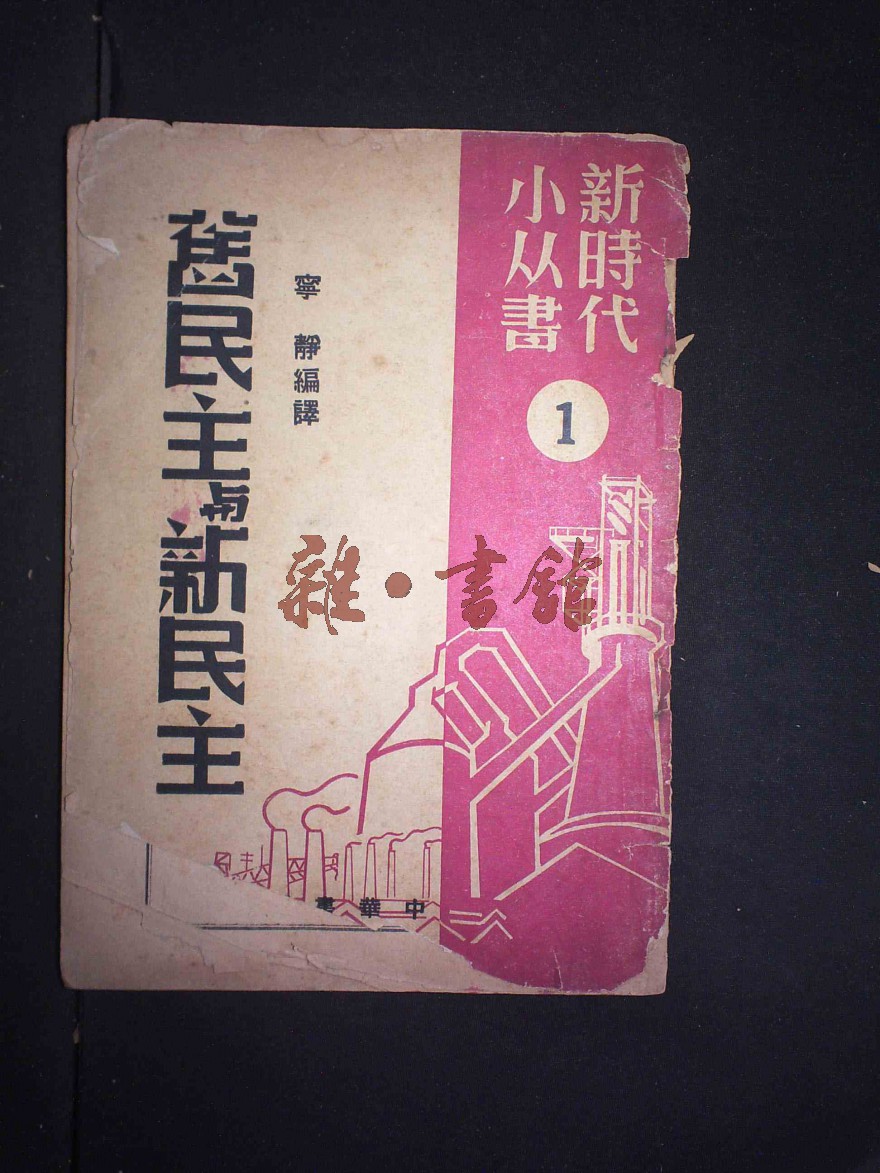 新時代
小从書
1
寧靜編譯
舊民主與新民主
中華書
雜·書館